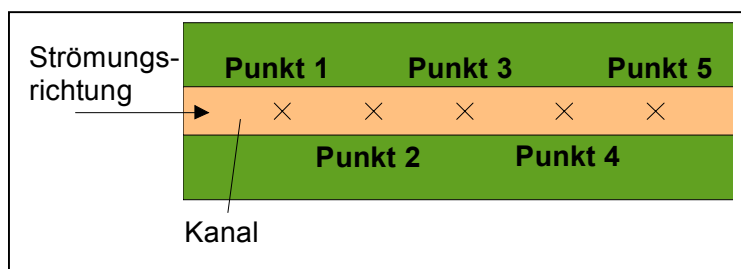 Strömungs-
richtung
Punkt 1
Punkt 3
Punkt 5
Punkt 2
Punkt 4
Kanal